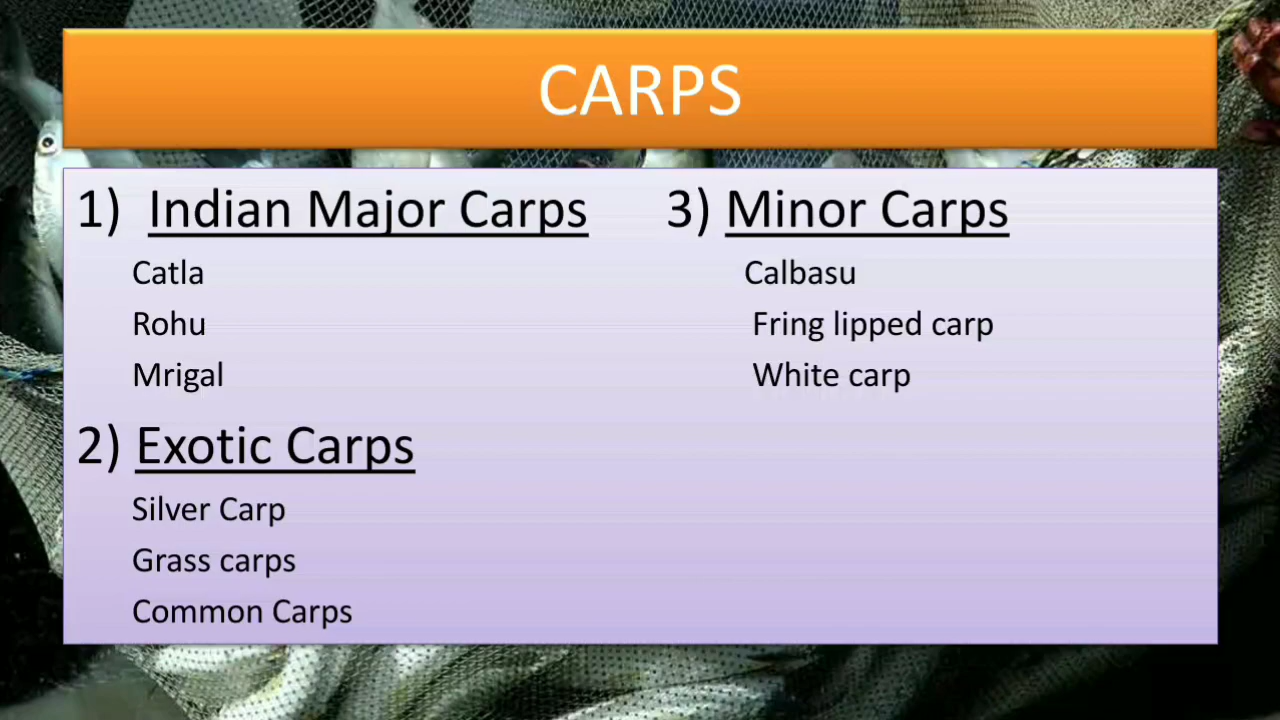 CARPS
1) Indian Major Carps
Catla
Rohu
Mrigal
2) Exotic Carps
Silver Carp
Grass carps
Common Carps
3) Minor Carps
Calbasu
Fring lipped carp
White carp